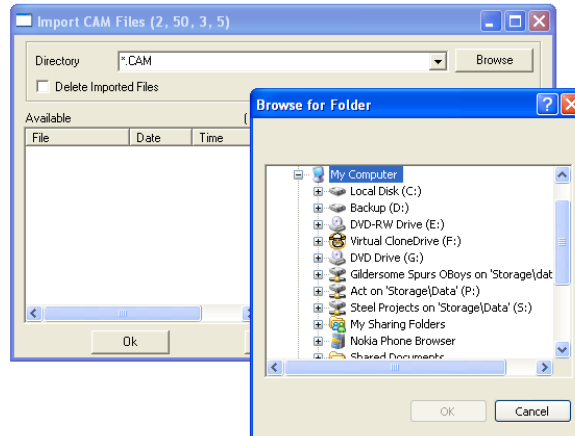 Import CAM Files (2, 50, 3, 5)
Directory *.CAM Browse
Delete Imported Files
Available (
File Date Time
Ok
Browse for Folder
My Computer
Local Disk (C:)
Backup (D:)
DVD-RW Drive (E:)
Virtual CloneDrive (F:)
DVD Drive (G:)
Gildersome Spurs OBoys on 'Storage\dat
Act on 'Storage\Data' (P:)
Steel Projects on 'Storage\Data' (S:)
My Sharing Folders
Nokia Phone Browser
Shared Documents
OK Cancel